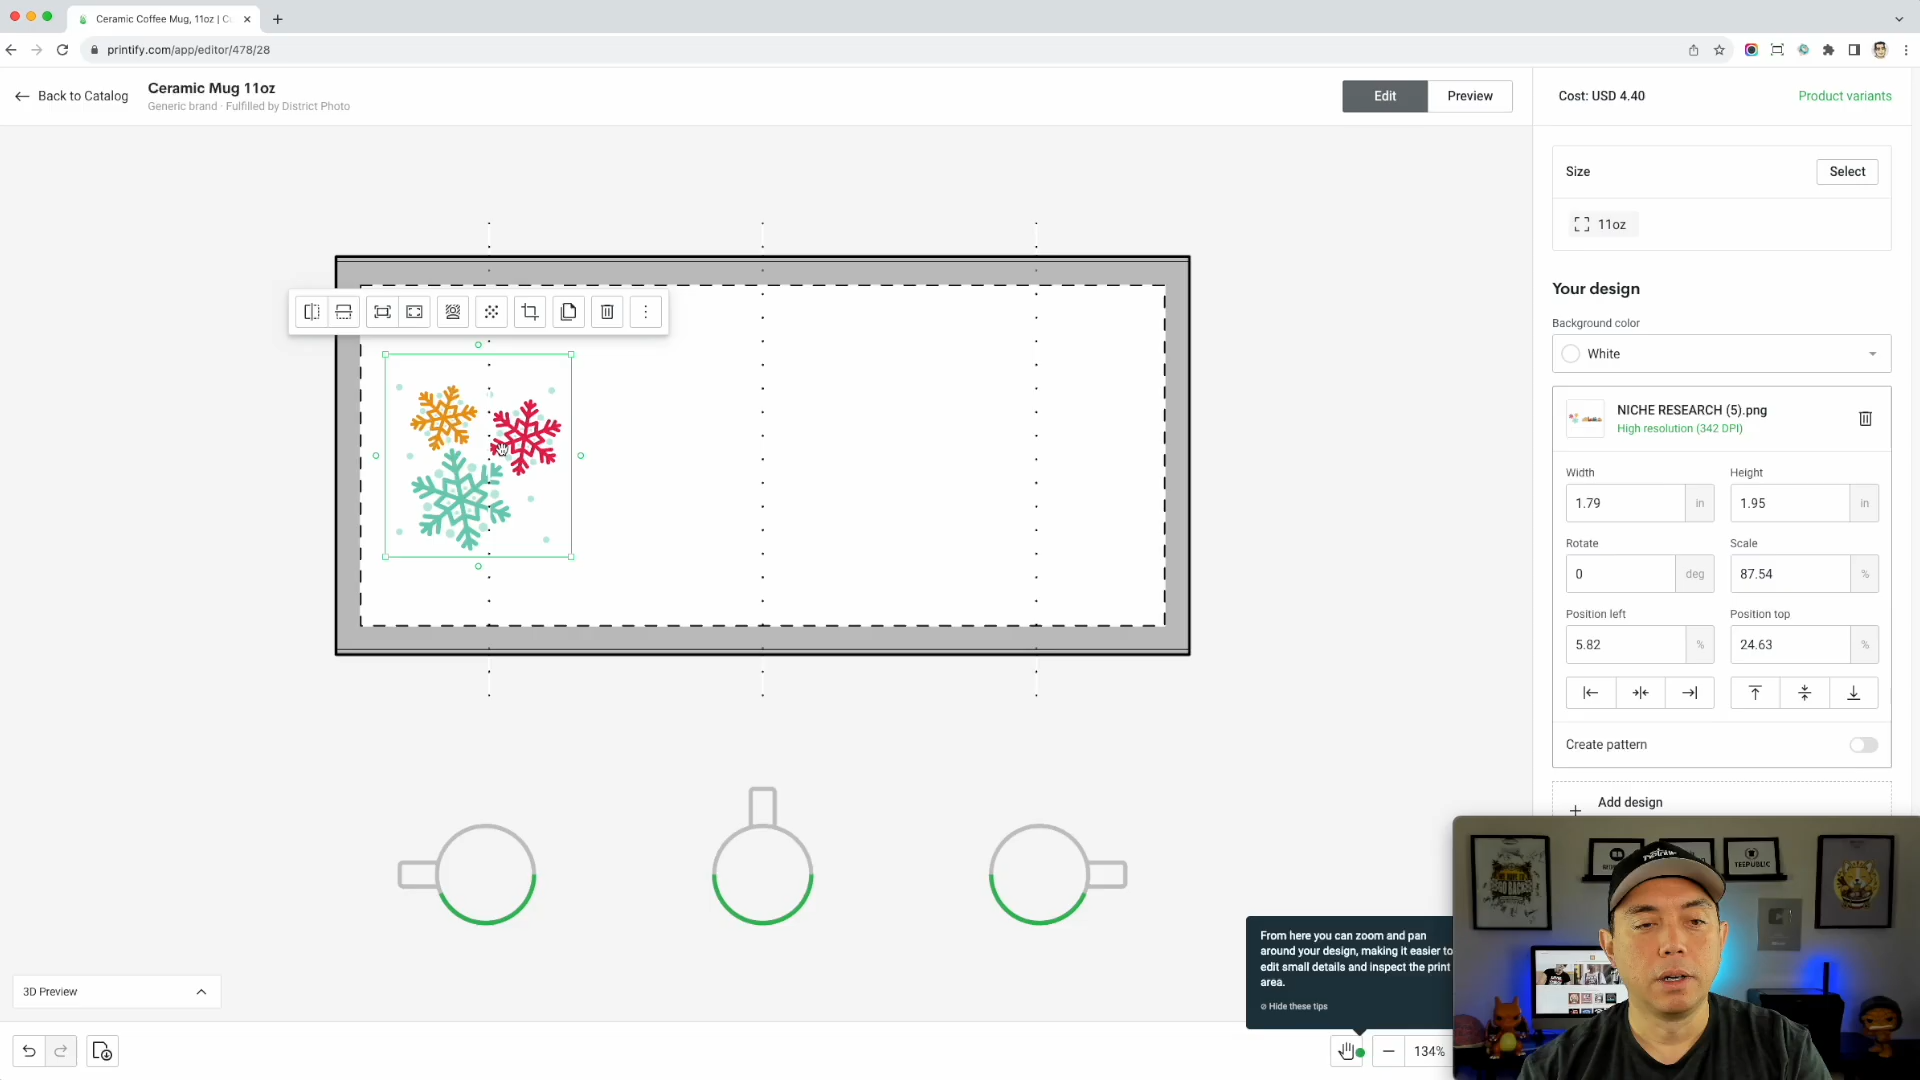 Ceramic Coffee Mug, 11oz | C
printify.com/app/editor/478/28
Back to Catalog
Ceramic Mug 11oz
Generic brand · Fulfilled by District Photo
Edit
Preview
Cost: USD 4.40
Product variants
Size
Select
11oz
Your design
Background color
White
NICHE RESEARCH (5).png
High resolution (342 DPI)
Width
Height
1.79 in
1.95 in
Rotate
Scale
0 deg
87.54 %
Position left
Position top
5.82 %
24.63 %
Create pattern
Add design
From here you can zoom and pan
around your design, making it easier to
edit small details and inspect the print
area.
Hide these tips
3D Preview
134%
TEEPUBLIC